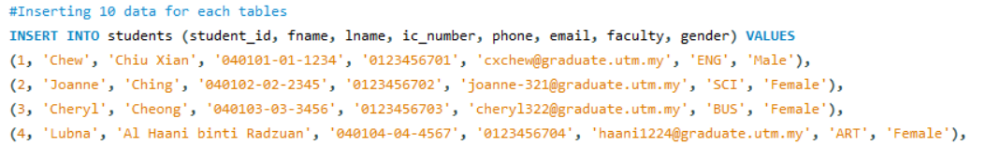 #Inserting 10 data for each tables
INSERT INTO students (student_id, fname, lname, ic_number, phone, email, faculty, gender) VALUES
(1, 'Chew', 'Chiu Xian', '040101-01-1234', '0123456701', 'cxchew@graduate.utm.my', 'ENG', 'Male'),
(2, 'Joanne', 'Ching', '040102-02-2345', '0123456702', 'joanne-321@graduate.utm.my', 'SCI', 'Female'),
(3, 'Cheryl', 'Cheong', '040103-03-3456', '0123456703', 'cheryl322@graduate.utm.my', 'BUS', 'Female'),
(4, 'Lubna', 'Al Haani binti Radzuan', '040104-04-4567', '0123456704', 'haani1224@graduate.utm.my', 'ART', 'Female'),